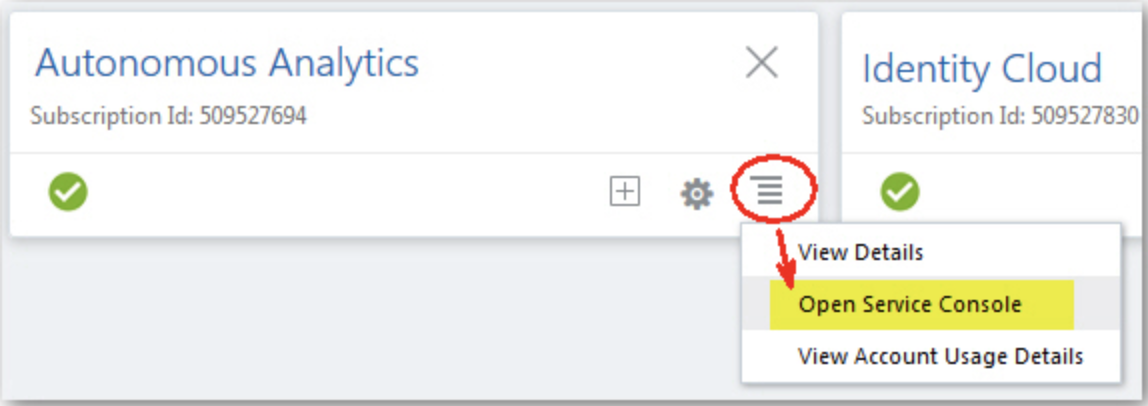 Autonomous Analytics
Subscription Id: 509527694
Identity Cloud
Subscription Id: 509527830
View Details
Open Service Console
View Account Usage Details